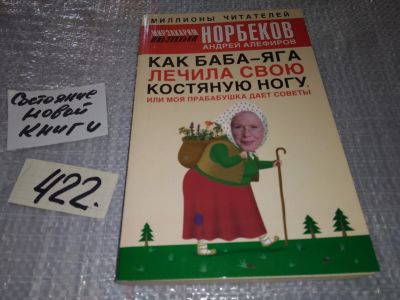 МИЛЛИОНЫ ЧИТАТЕЛЕЙ
МИРЗАКАРИМ
НОРБЕКОВ
АНДРЕЙ АЛЕФИРОВ
КАК БАБА-ЯГА
ЛЕЧИЛА СВОЮ
КОСТЯНУЮ НОГУ,
ИЛИ МОЯ ПРАБАБУШКА ДАЕТ СОВЕТЫ
Состояние
новой
книги
422.